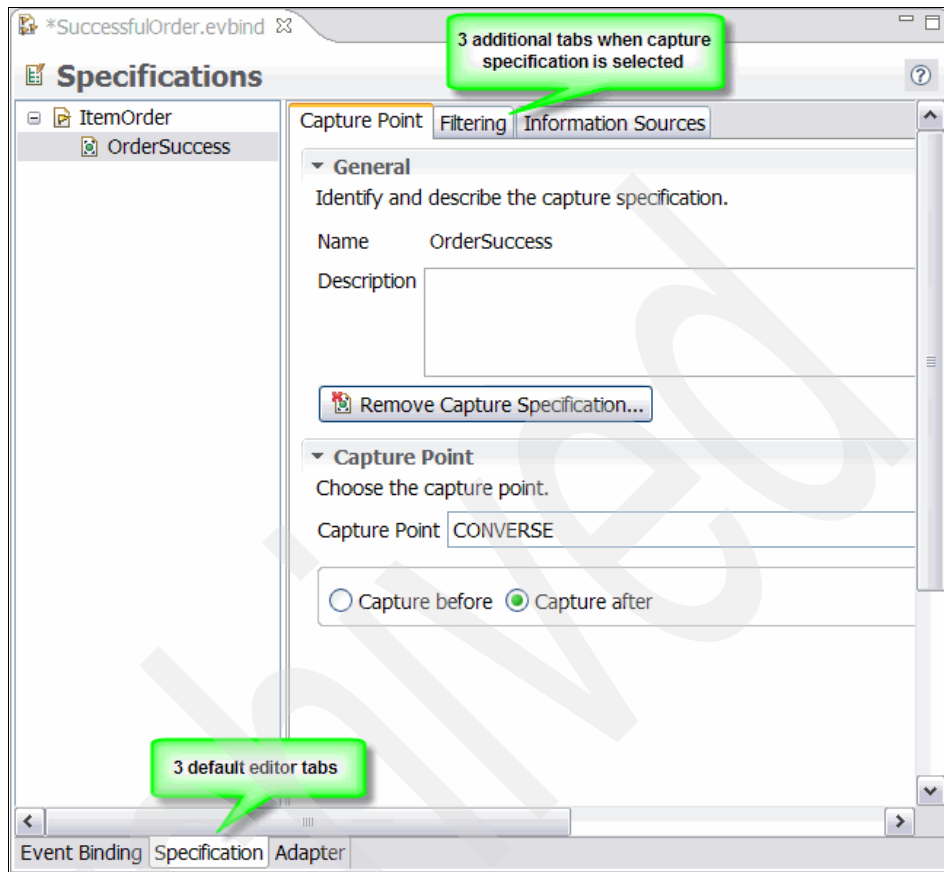 *SuccessfulOrder.evbind
3 additional tabs when capture
specification is selected
Specifications
ItemOrder
OrderSuccess
Capture Point
Filtering
Information Sources
General
Identify and describe the capture specification.
Name OrderSuccess
Description
Remove Capture Specification...
Capture Point
Choose the capture point.
Capture Point CONVERSE
Capture before Capture after
3 default editor tabs
Event Binding Specification Adapter